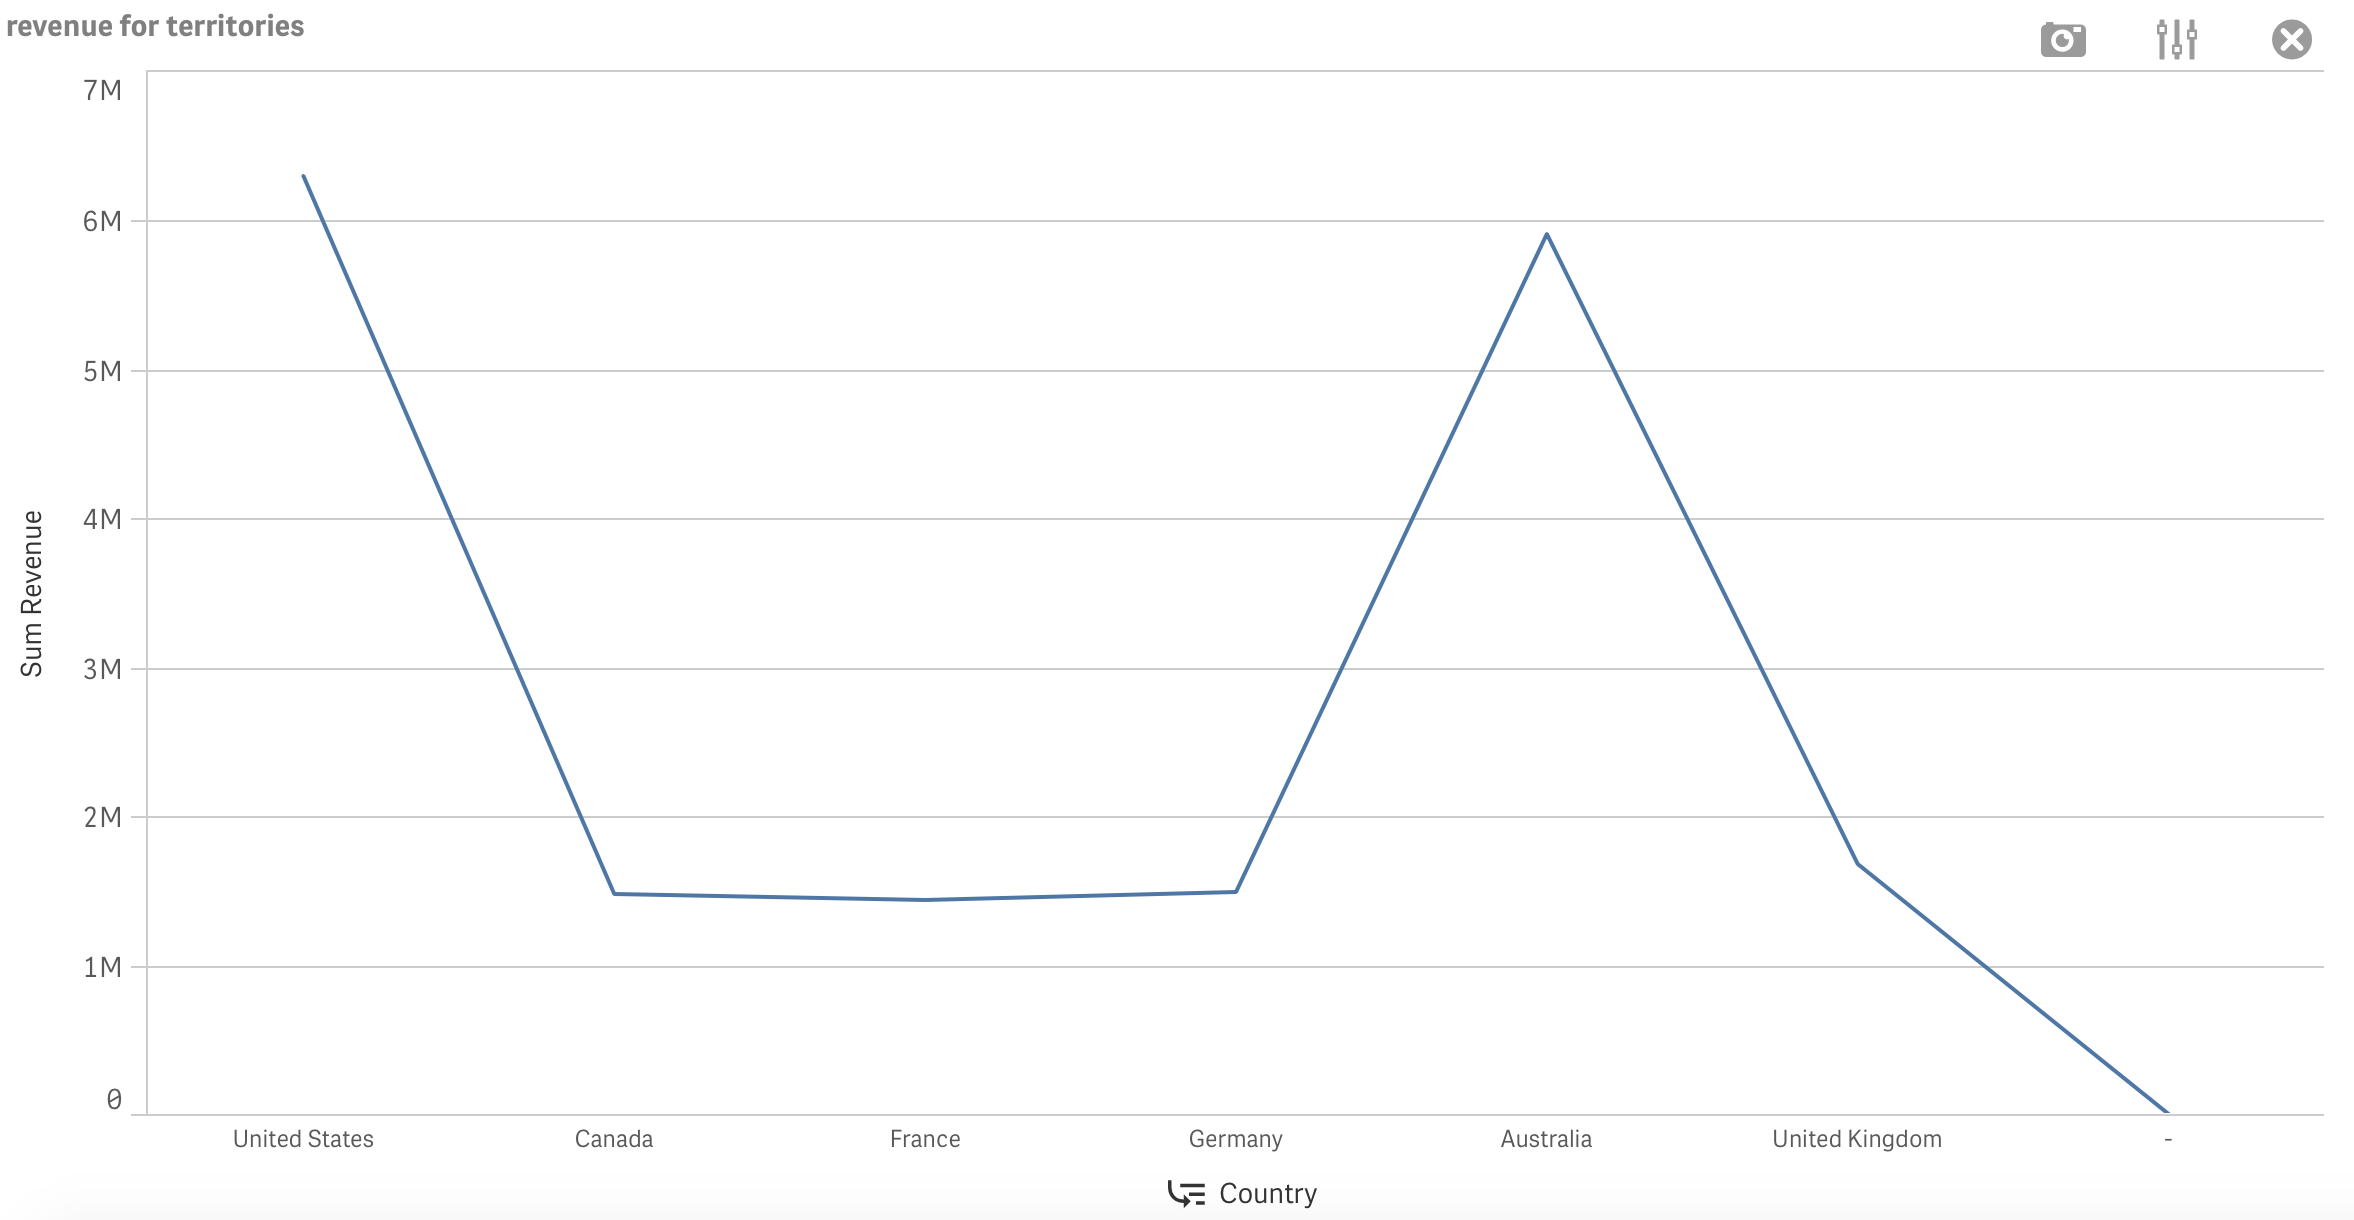 revenue for territories
7M
6M
5M
4M
3M
2M
1M
0
Sum Revenue
United States Canada France Germany Australia United Kingdom -
Country